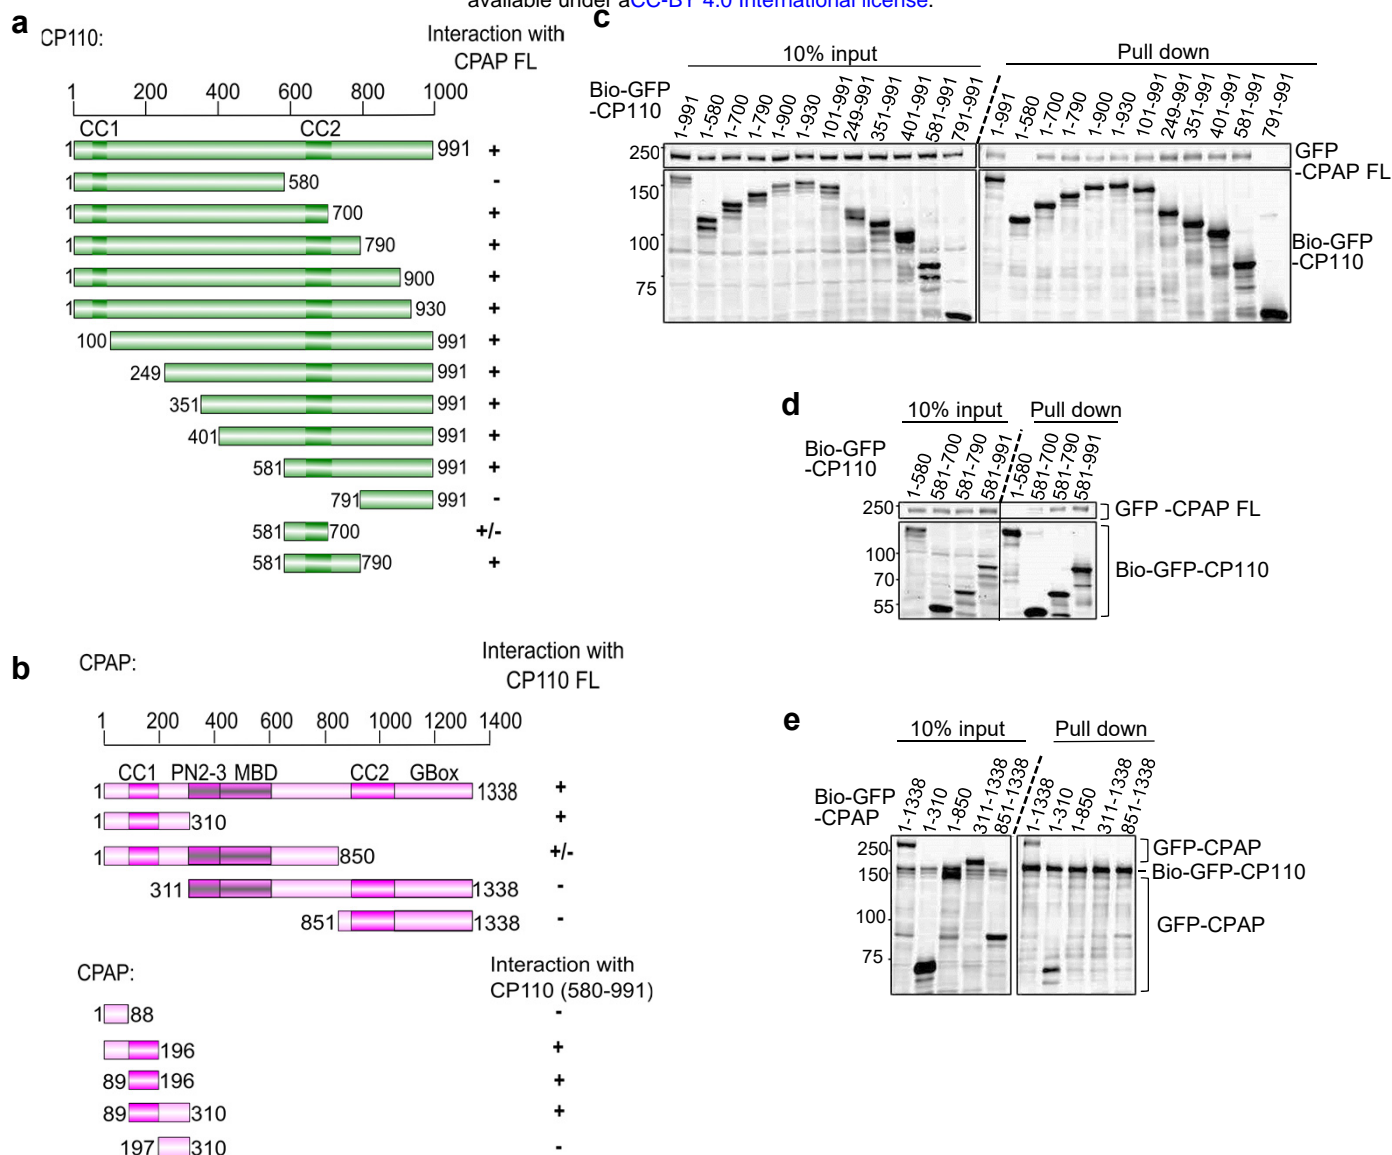 available under aCC-BY 4.0 International license.
a
CP110:
Interaction with
CPAP FL
1 200 400 600 800 1000
CC1 CC2
1 991 +
1 580 -
1 700 +
1 790 +
1 900 +
1 930 +
100 991 +
249 991 +
351 991 +
401 991 +
581 991 +
791 991 -
581 700 +/-
581 790 +
b
CPAP:
Interaction with
CP110 FL
1 200 400 600 800 1000 1200 1400
CC1 PN2-3 MBD CC2 GBox
1 1338 +
1 310 +
1 850 +/-
311 1338 -
851 1338 -
CPAP:
Interaction with
CP110 (580-991)
1 88 -
196 +
89 196 +
89 310 +
197 310 -
c
10% input Pull down
Bio-GFP
-CP110
1-991 1-580 1-700 1-790 1-900 1-930 101-991 249-991 351-991 401-991 581-991 791-991
1-991 1-580 1-700 1-790 1-900 1-930 101-991 249-991 351-991 401-991 581-991 791-991
250
150
100
75
GFP
-CPAP FL
Bio-GFP
-CP110
d
10% input Pull down
Bio-GFP
-CP110
1-580 581-700 581-790 581-991 1-580 581-700 581-790 581-991
250
100
70
55
GFP -CPAP FL
Bio-GFP-CP110
e
10% input Pull down
Bio-GFP
-CPAP
1-1338 1-310 1-850 311-1338 851-1338 1-1338 1-310 1-850 311-1338 851-1338
250
150
100
75
GFP-CPAP
Bio-GFP-CP110
GFP-CPAP